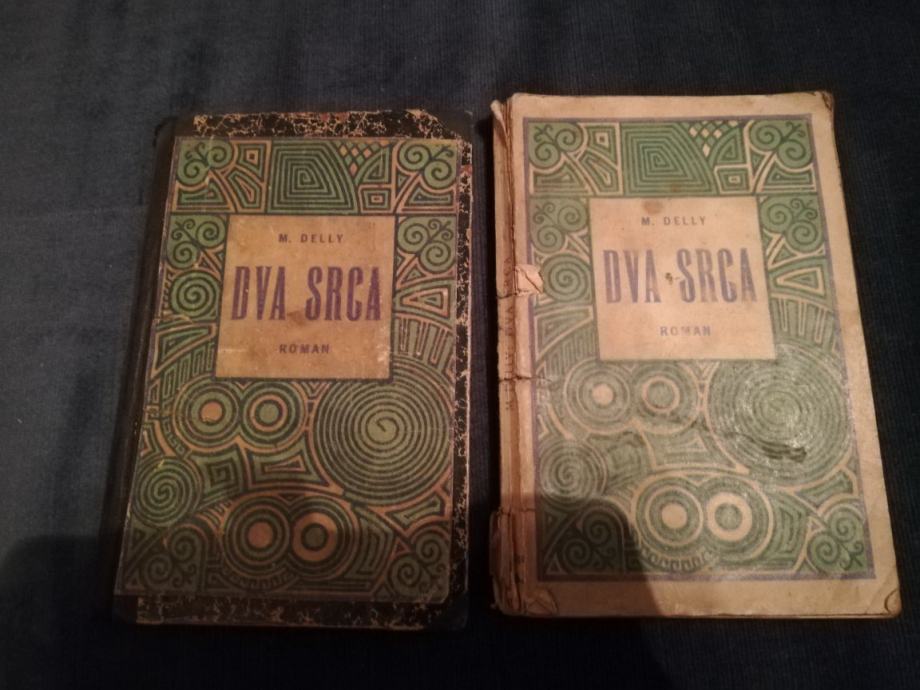 M. DELLY
DVA SRCA
ROMAN
M. DELLY
DVA SRCA
ROMAN